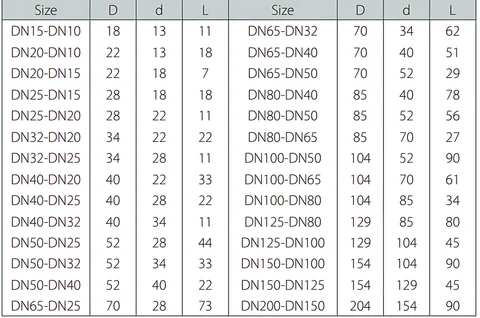 Size D d L Size D d L
DN15-DN10 18 13 11 DN65-DN32 70 34 62
DN20-DN10 22 13 18 DN65-DN40 70 40 51
DN20-DN15 22 18 7 DN65-DN50 70 52 29
DN25-DN15 28 18 18 DN80-DN40 85 40 78
DN25-DN20 28 22 11 DN80-DN50 85 52 56
DN32-DN20 34 22 22 DN80-DN65 85 70 27
DN32-DN25 34 28 11 DN100-DN50 104 52 90
DN40-DN20 40 22 33 DN100-DN65 104 70 61
DN40-DN25 40 28 22 DN100-DN80 104 85 34
DN40-DN32 40 34 11 DN125-DN80 129 85 80
DN50-DN25 52 28 44 DN125-DN100 129 104 45
DN50-DN32 52 34 33 DN150-DN100 154 104 90
DN50-DN40 52 40 22 DN150-DN125 154 129 45
DN65-DN25 70 28 73 DN200-DN150 204 154 90